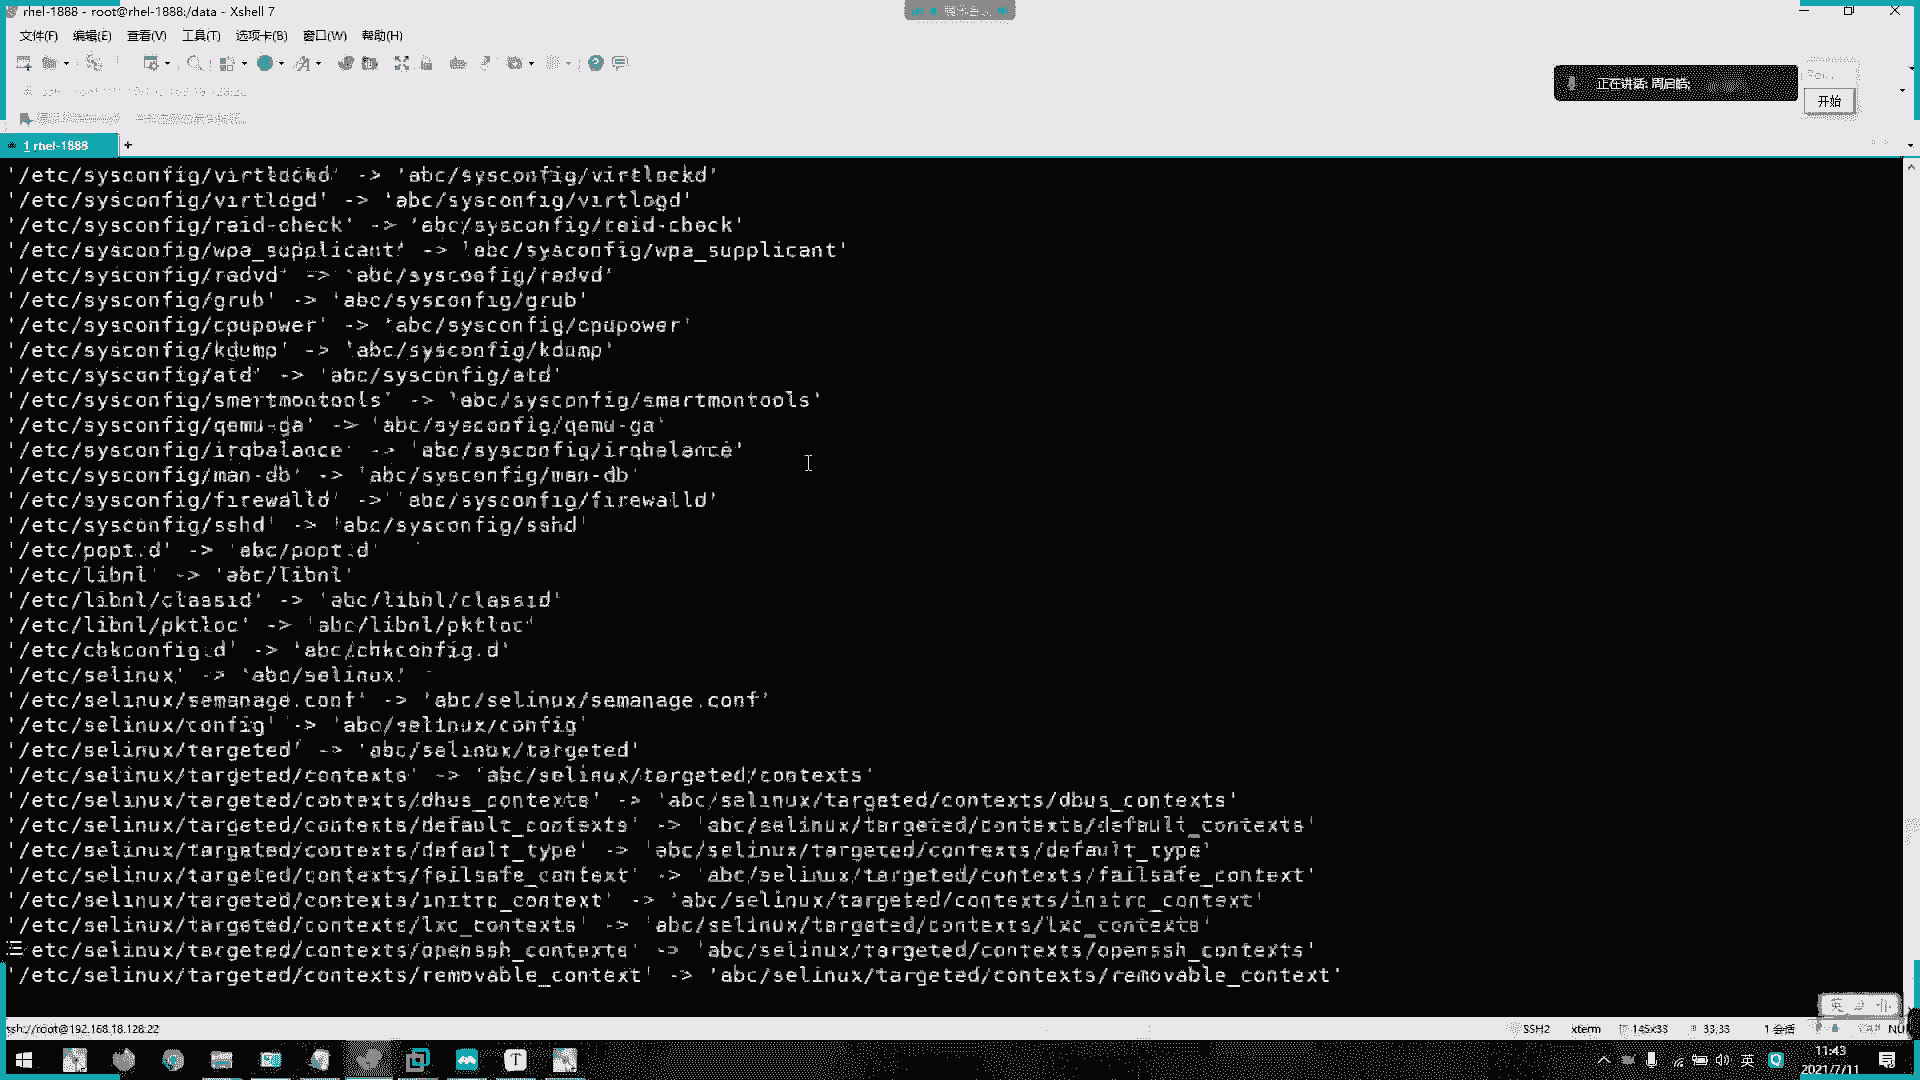 rhel-1888 - root@rhel-1888:/data - Xshell 7
文件(F) 编辑(E) 查看(V) 工具(T) 选项卡(B) 窗口(W) 帮助(H)
正在讲话: 周启皓;
开始
1 rhel-1888 +
'/etc/sysconfig/virtlockd' -> 'abc/sysconfig/virtlockd'
'/etc/sysconfig/virtlogd' -> 'abc/sysconfig/virtlogd'
'/etc/sysconfig/raid-check' -> 'abc/sysconfig/raid-check'
'/etc/sysconfig/wpa_supplicant' -> 'abc/sysconfig/wpa_supplicant'
'/etc/sysconfig/radvd' -> 'abc/sysconfig/radvd'
'/etc/sysconfig/grub' -> 'abc/sysconfig/grub'
'/etc/sysconfig/cpupower' -> 'abc/sysconfig/cpupower'
'/etc/sysconfig/kdump' -> 'abc/sysconfig/kdump'
'/etc/sysconfig/atd' -> 'abc/sysconfig/atd'
'/etc/sysconfig/smartmontools' -> 'abc/sysconfig/smartmontools'
'/etc/sysconfig/qemu-ga' -> 'abc/sysconfig/qemu-ga'
'/etc/sysconfig/irqbalance' -> 'abc/sysconfig/irqbalance'
'/etc/sysconfig/man-db' -> 'abc/sysconfig/man-db'
'/etc/sysconfig/firewalld' -> 'abc/sysconfig/firewalld'
'/etc/sysconfig/sshd' -> 'abc/sysconfig/sshd'
'/etc/popt.d' -> 'abc/popt.d'
'/etc/libnl' -> 'abc/libnl'
'/etc/libnl/classid' -> 'abc/libnl/classid'
'/etc/libnl/pktloc' -> 'abc/libnl/pktloc'
'/etc/chkconfig.d' -> 'abc/chkconfig.d'
'/etc/selinux' -> 'abc/selinux'
'/etc/selinux/semanage.conf' -> 'abc/selinux/semanage.conf'
'/etc/selinux/config' -> 'abc/selinux/config'
'/etc/selinux/targeted' -> 'abc/selinux/targeted'
'/etc/selinux/targeted/contexts' -> 'abc/selinux/targeted/contexts'
'/etc/selinux/targeted/contexts/dbus_contexts' -> 'abc/selinux/targeted/contexts/dbus_contexts'
'/etc/selinux/targeted/contexts/default_contexts' -> 'abc/selinux/targeted/contexts/default_contexts'
'/etc/selinux/targeted/contexts/default_type' -> 'abc/selinux/targeted/contexts/default_type'
'/etc/selinux/targeted/contexts/failsafe_context' -> 'abc/selinux/targeted/contexts/failsafe_context'
'/etc/selinux/targeted/contexts/initrc_context' -> 'abc/selinux/targeted/contexts/initrc_context'
'/etc/selinux/targeted/contexts/lxc_contexts' -> 'abc/selinux/targeted/contexts/lxc_contexts'
'/etc/selinux/targeted/contexts/openssh_contexts' -> 'abc/selinux/targeted/contexts/openssh_contexts'
'/etc/selinux/targeted/contexts/removable_context' -> 'abc/selinux/targeted/contexts/removable_context'
ssh://root@192.168.18.128:22 SSH2 xterm 145x33 33,33 1 会话
英
11:43
2021/7/11